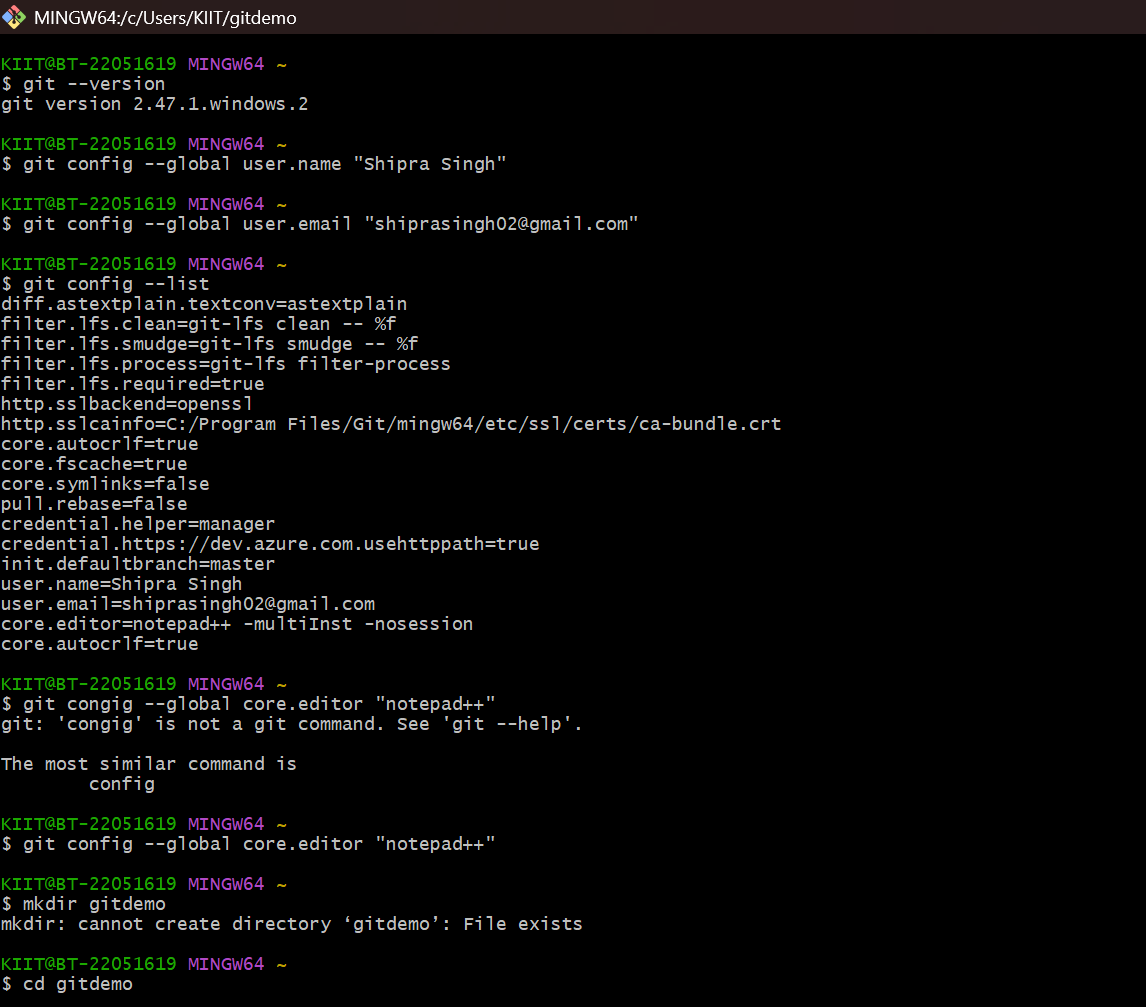 MINGW64:/c/Users/KIIT/gitdemo
KIIT@BT-22051619 MINGW64 ~
$ git --version
git version 2.47.1.windows.2
KIIT@BT-22051619 MINGW64 ~
$ git config --global user.name "Shipra Singh"
KIIT@BT-22051619 MINGW64 ~
$ git config --global user.email "shiprasingh02@gmail.com"
KIIT@BT-22051619 MINGW64 ~
$ git config --list
diff.astextplain.textconv=astextplain
filter.lfs.clean=git-lfs clean -- %f
filter.lfs.smudge=git-lfs smudge -- %f
filter.lfs.process=git-lfs filter-process
filter.lfs.required=true
http.sslbackend=openssl
http.sslcainfo=C:/Program Files/Git/mingw64/etc/ssl/certs/ca-bundle.crt
core.autocrlf=true
core.fscache=true
core.symlinks=false
pull.rebase=false
credential.helper=manager
credential.https://dev.azure.com.usehttppath=true
init.defaultbranch=master
user.name=Shipra Singh
user.email=shiprasingh02@gmail.com
core.editor=notepad++ -multiInst -nosession
core.autocrlf=true
KIIT@BT-22051619 MINGW64 ~
$ git congig --global core.editor "notepad++"
git: 'congig' is not a git command. See 'git --help'.
The most similar command is
config
KIIT@BT-22051619 MINGW64 ~
$ git config --global core.editor "notepad++"
KIIT@BT-22051619 MINGW64 ~
$ mkdir gitdemo
mkdir: cannot create directory ‘gitdemo’: File exists
KIIT@BT-22051619 MINGW64 ~
$ cd gitdemo